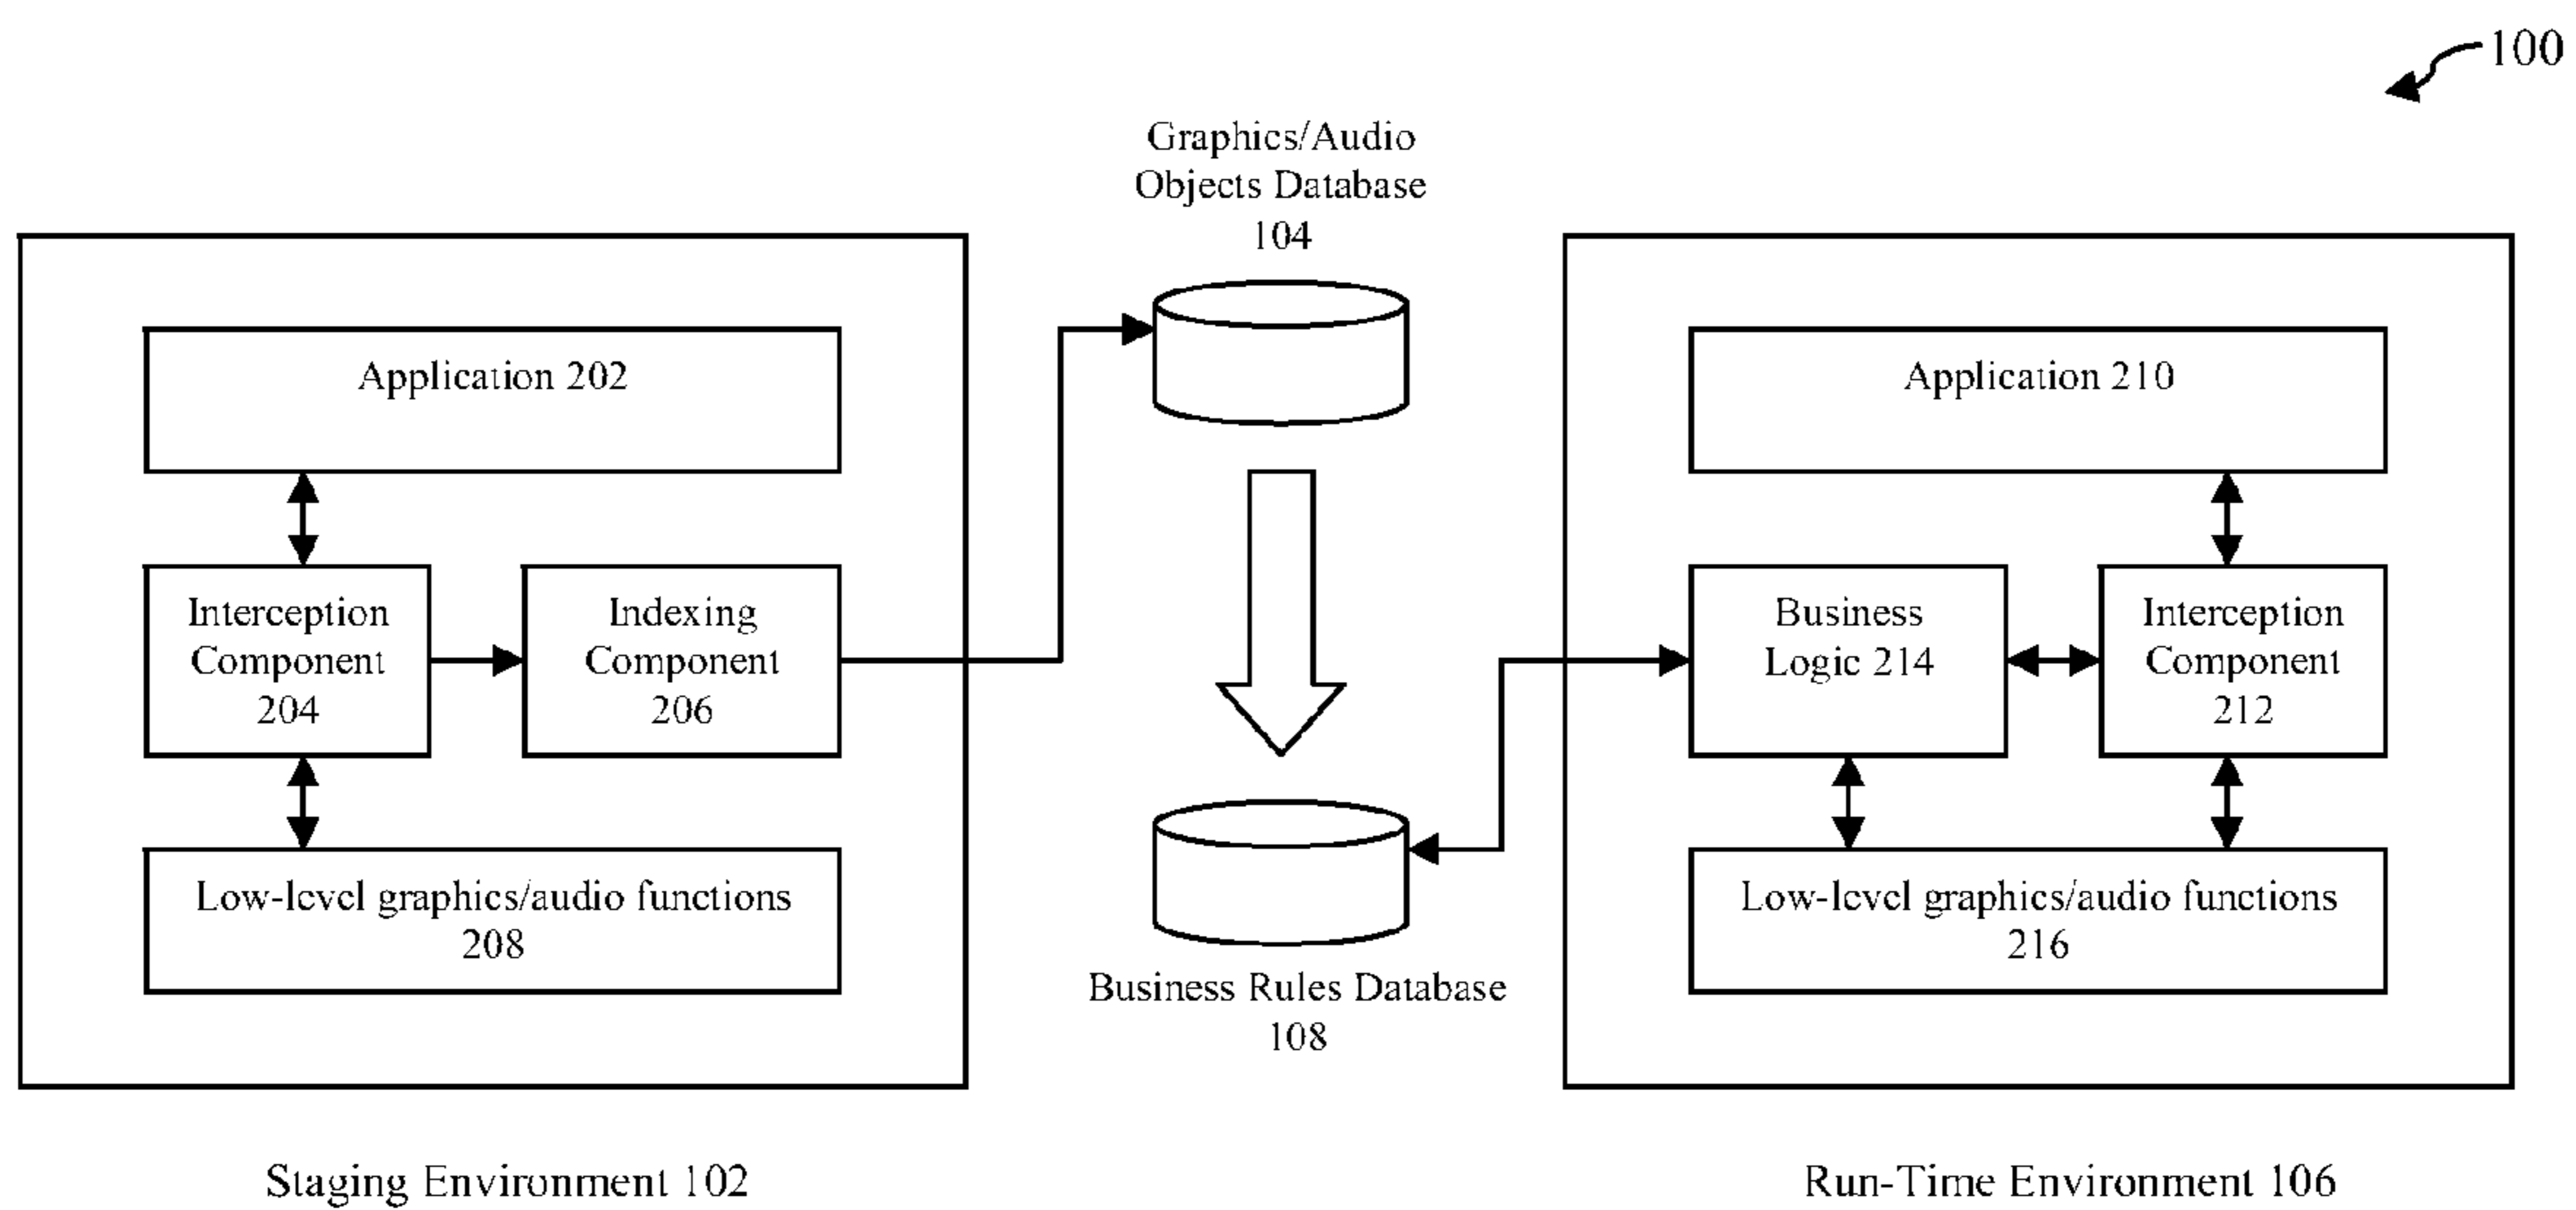 100
Graphics/Audio
Objects Database
104
Application 202
Interception
Component
204
Indexing
Component
206
Low-level graphics/audio functions
208
Staging Environment 102
Business Rules Database
108
Application 210
Business
Logic 214
Interception
Component
212
Low-level graphics/audio functions
216
Run-Time Environment 106